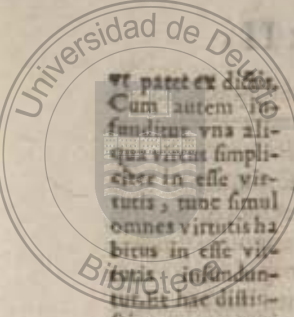 vt patet ex dictis,
Cum autem in-
funditur vna ali-
qua virtus simpli-
citer in esse vir-
tutis, tunc simul
omnes virtutis ha
bitus in esse vir-
tutis infundun-
tur. Et hac distin-
Universidad de Deusto
Biblioteca